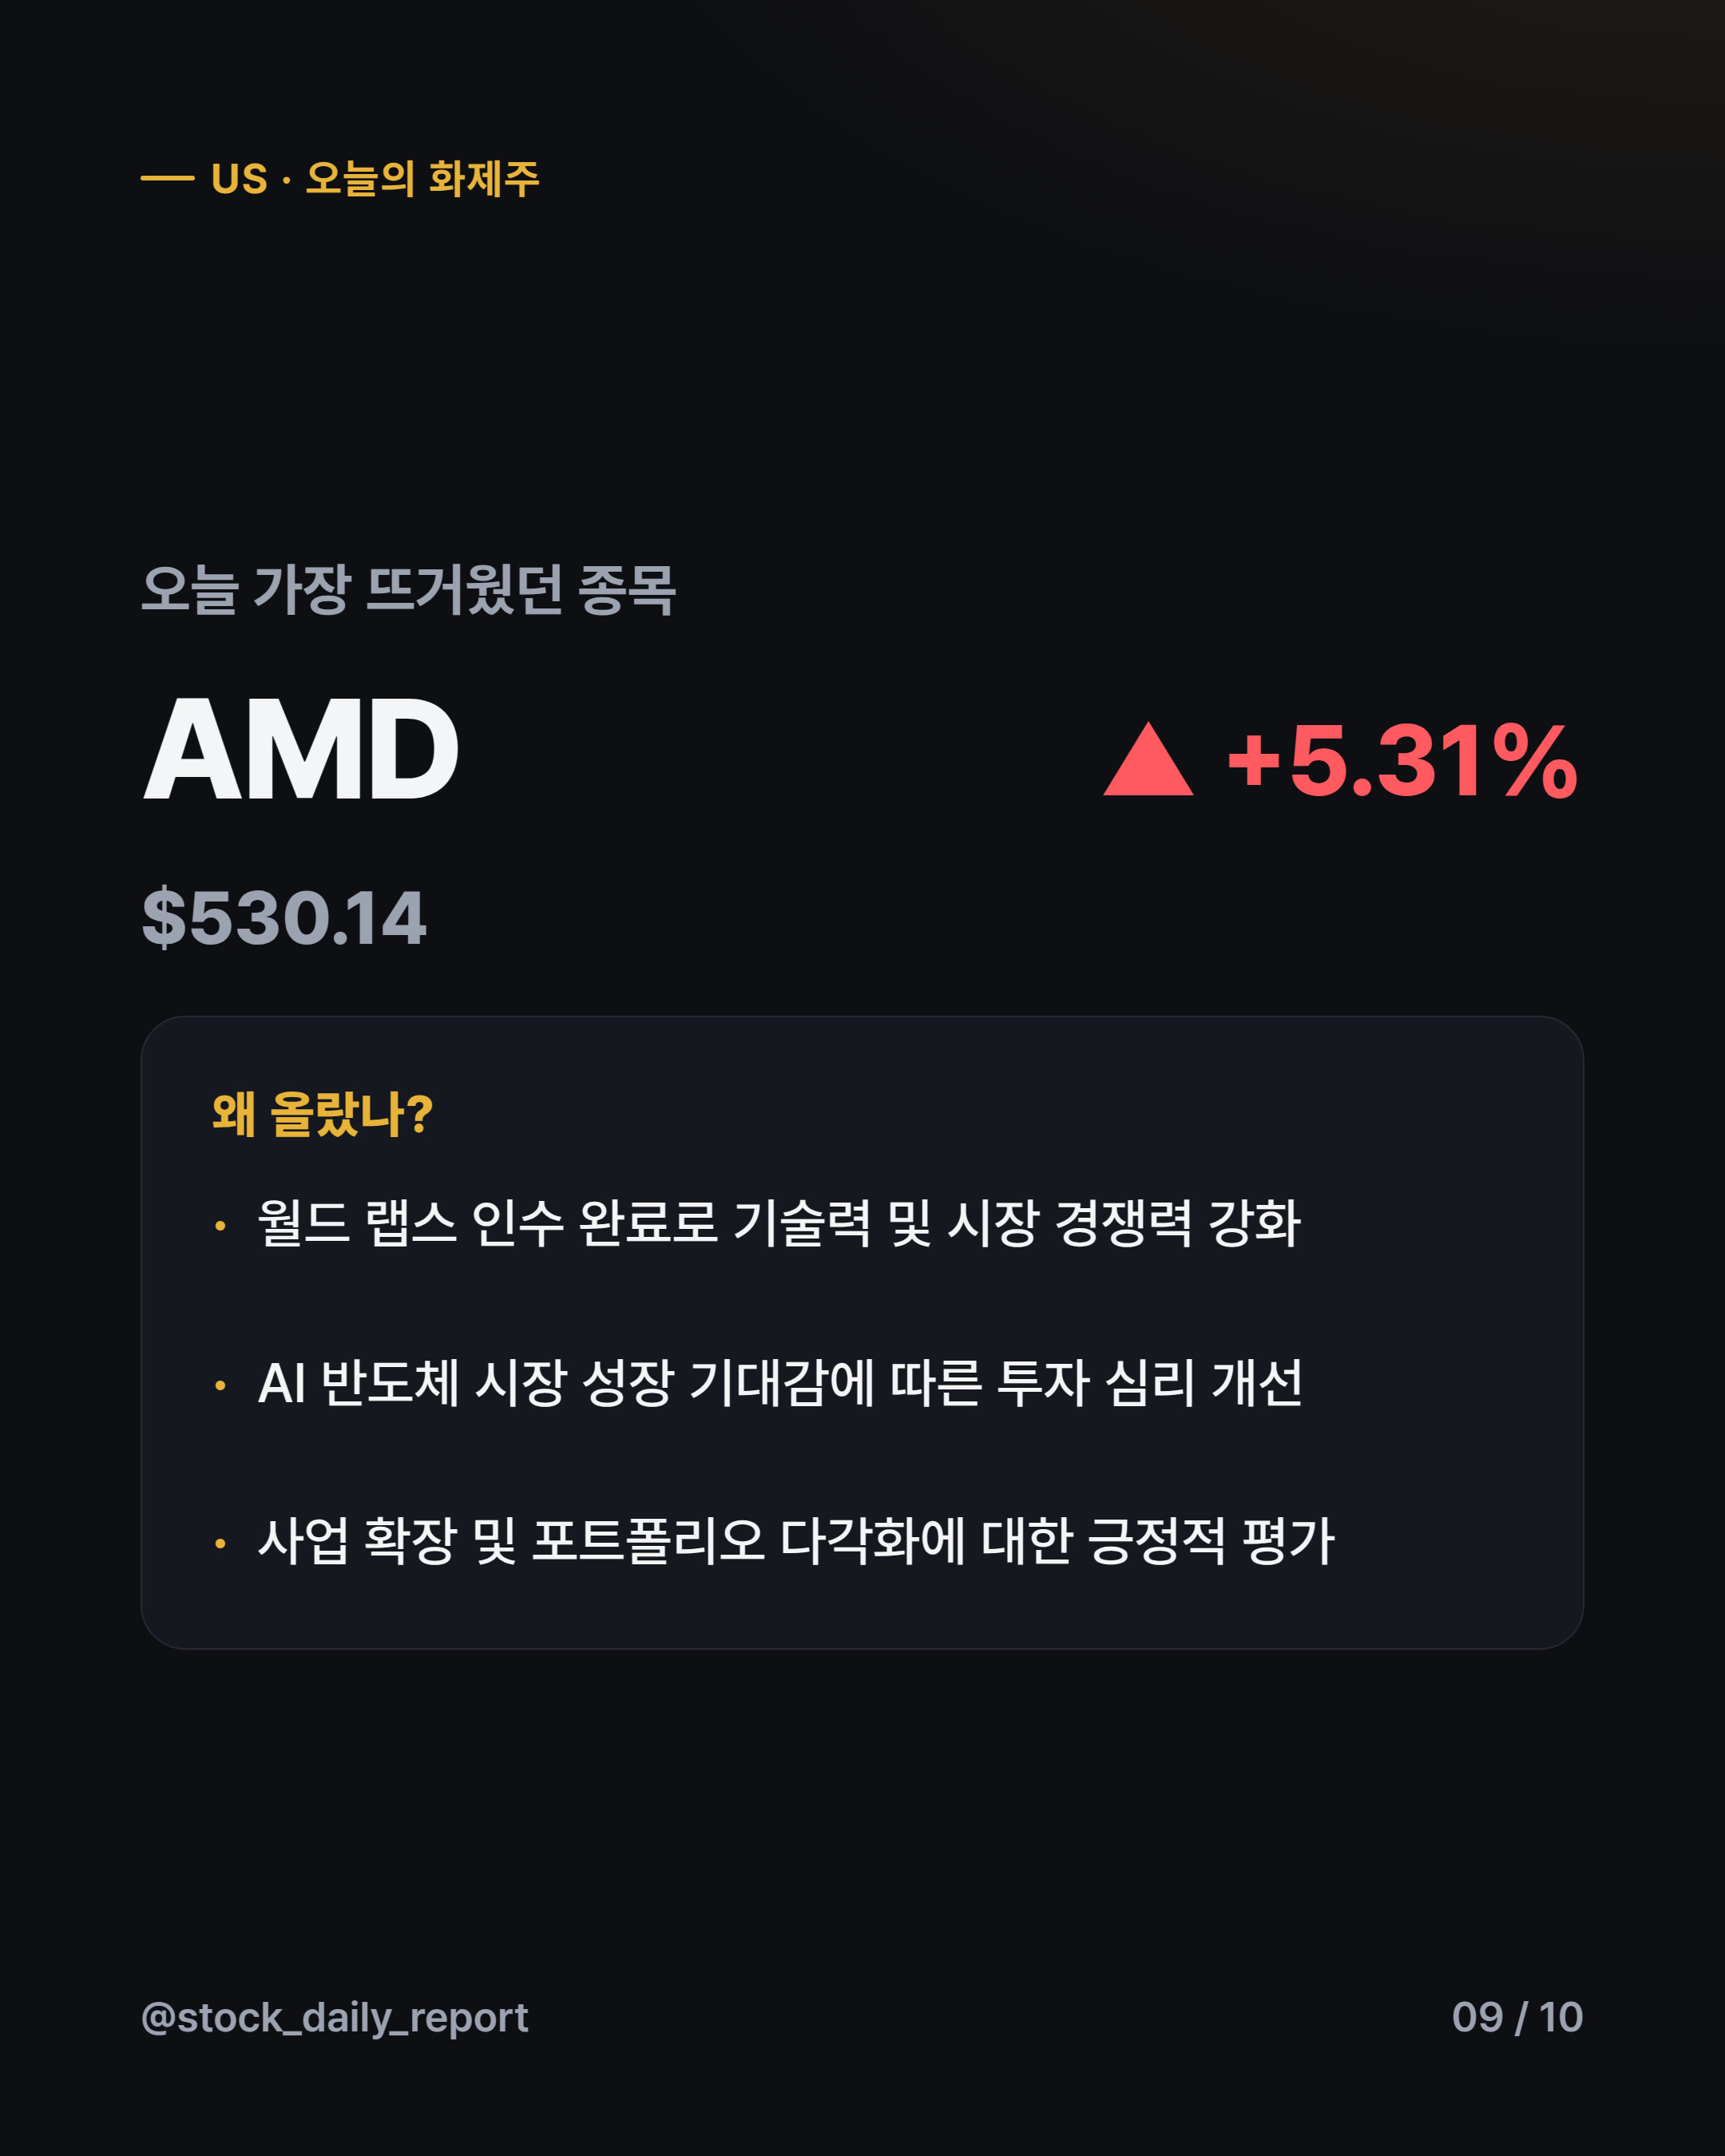 US · 오늘의 화제주
오늘 가장 뜨거웠던 종목
AMD
▲ +5.31%
$530.14
왜 올랐나?
• 월드 랩스 인수 완료로 기술력 및 시장 경쟁력 강화
• AI 반도체 시장 성장 기대감에 따른 투자 심리 개선
• 사업 확장 및 포트폴리오 다각화에 대한 긍정적 평가
@stock_daily_report
09 / 10